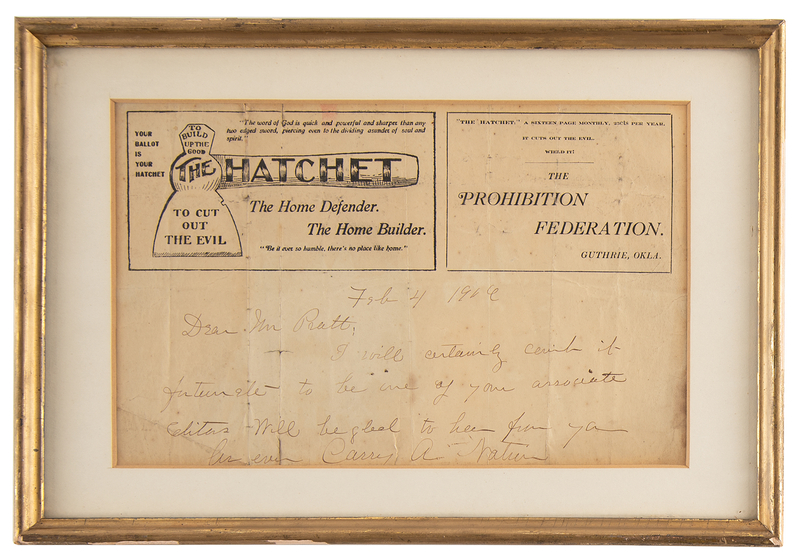 YOUR
BALLOT
IS
YOUR
HATCHET
TO
BUILD
UP THE
GOOD
"The word of God is quick and powerful and sharper than any
two edged sword, piercing even to the dividing asunder of soul and
spirit."
THE HATCHET
TO CUT
OUT
THE EVIL
The Home Defender.
The Home Builder.
"Be it ever so humble, there's no place like home."
"THE HATCHET." A SIXTEEN PAGE MONTHLY. 25cts PER YEAR.
IT CUTS OUT THE EVIL.
WIELD IT!
THE
PROHIBITION
FEDERATION.
GUTHRIE, OKLA.
Feb 4 1906
Dear Mr Pratt,
I will certainly count it
fortunate to be one of your associate
editors Will be glad to hear from you
ever Carry A. Nation